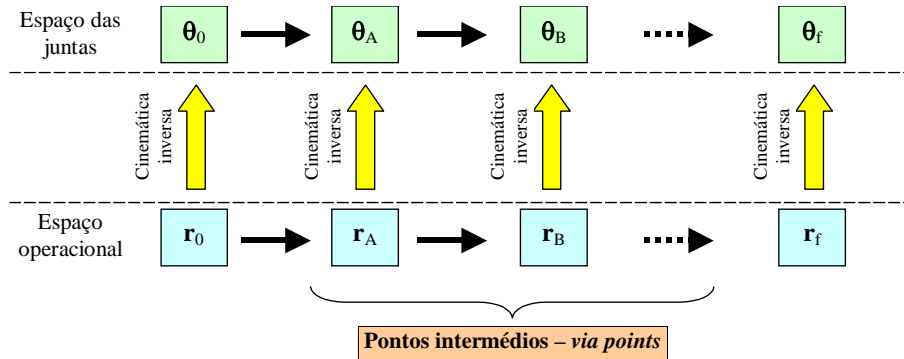 Espaço das
juntas
θ0
θA
θB
θf
Cinemática
inversa
Cinemática
inversa
Cinemática
inversa
Cinemática
inversa
Espaço
operacional
r0
rA
rB
rf
Pontos intermédios – via points